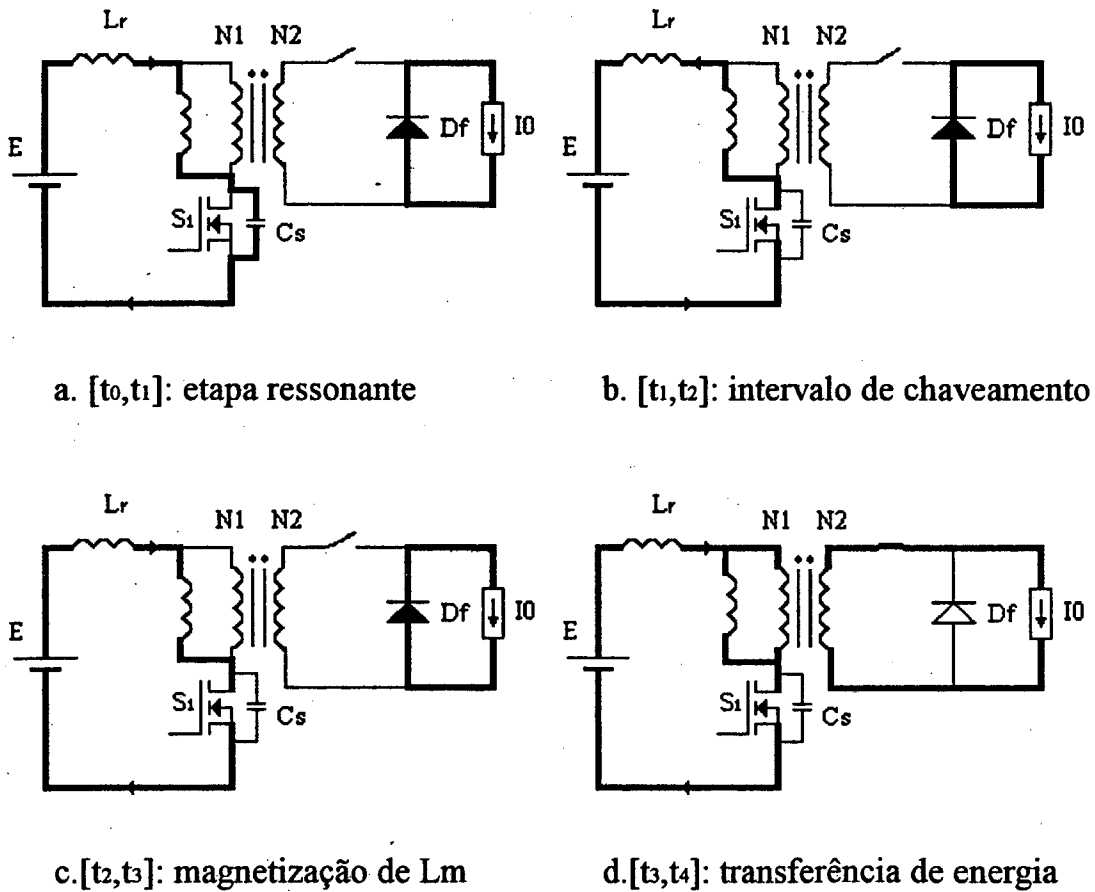 Lr
N1 N2
E
S1
Cs
Df
I0
a. [t0,t1]: etapa ressonante
Lr
N1 N2
E
S1
Cs
Df
I0
b. [t1,t2]: intervalo de chaveamento
Lr
N1 N2
E
S1
Cs
Df
I0
c.[t2,t3]: magnetização de Lm
Lr
N1 N2
E
S1
Cs
Df
I0
d.[t3,t4]: transferência de energia